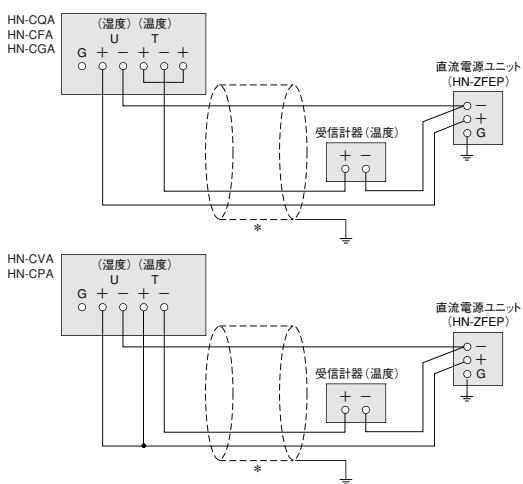 HN-CQA
HN-CFA
HN-CGA
(湿度)(温度)
U T
G + − + − +
直流電源ユニット
(HN-ZFEP)
−
+
G
受信計器(温度)
+ −
*
HN-CVA
HN-CPA
(湿度)(温度)
U T
G + − + −
直流電源ユニット
(HN-ZFEP)
−
+
G
受信計器(温度)
+ −
*